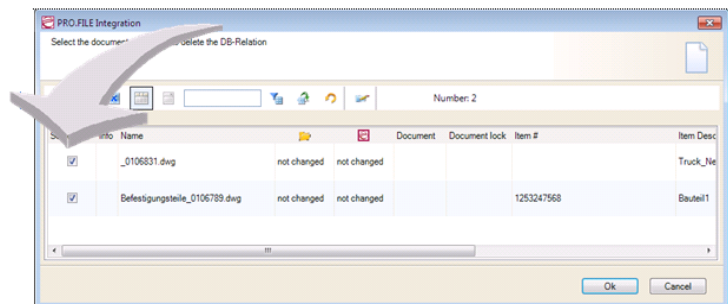 PRO.FILE Integration
Select the document delete the DB-Relation
Number: 2
Name Document Document lock Item # Item Desc
_0106831.dwg not changed not changed Truck_Ne
Befestigungsteile_0106789.dwg not changed not changed 1253247568 Bauteil1
Ok Cancel